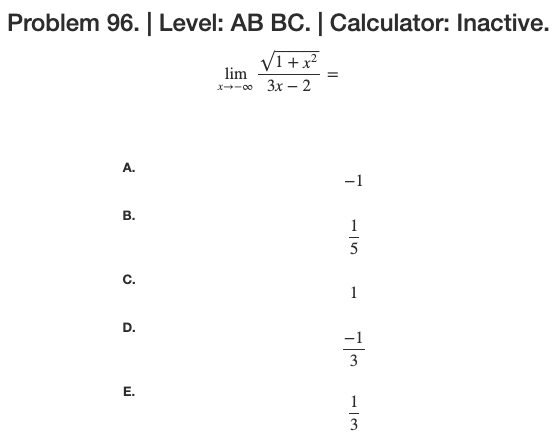 Problem 96. | Level: AB BC. | Calculator: Inactive.
lim x→−∞ √(1 + x²) / (3x − 2) =
A. −1
B. 1/5
C. 1
D. −1/3
E. 1/3